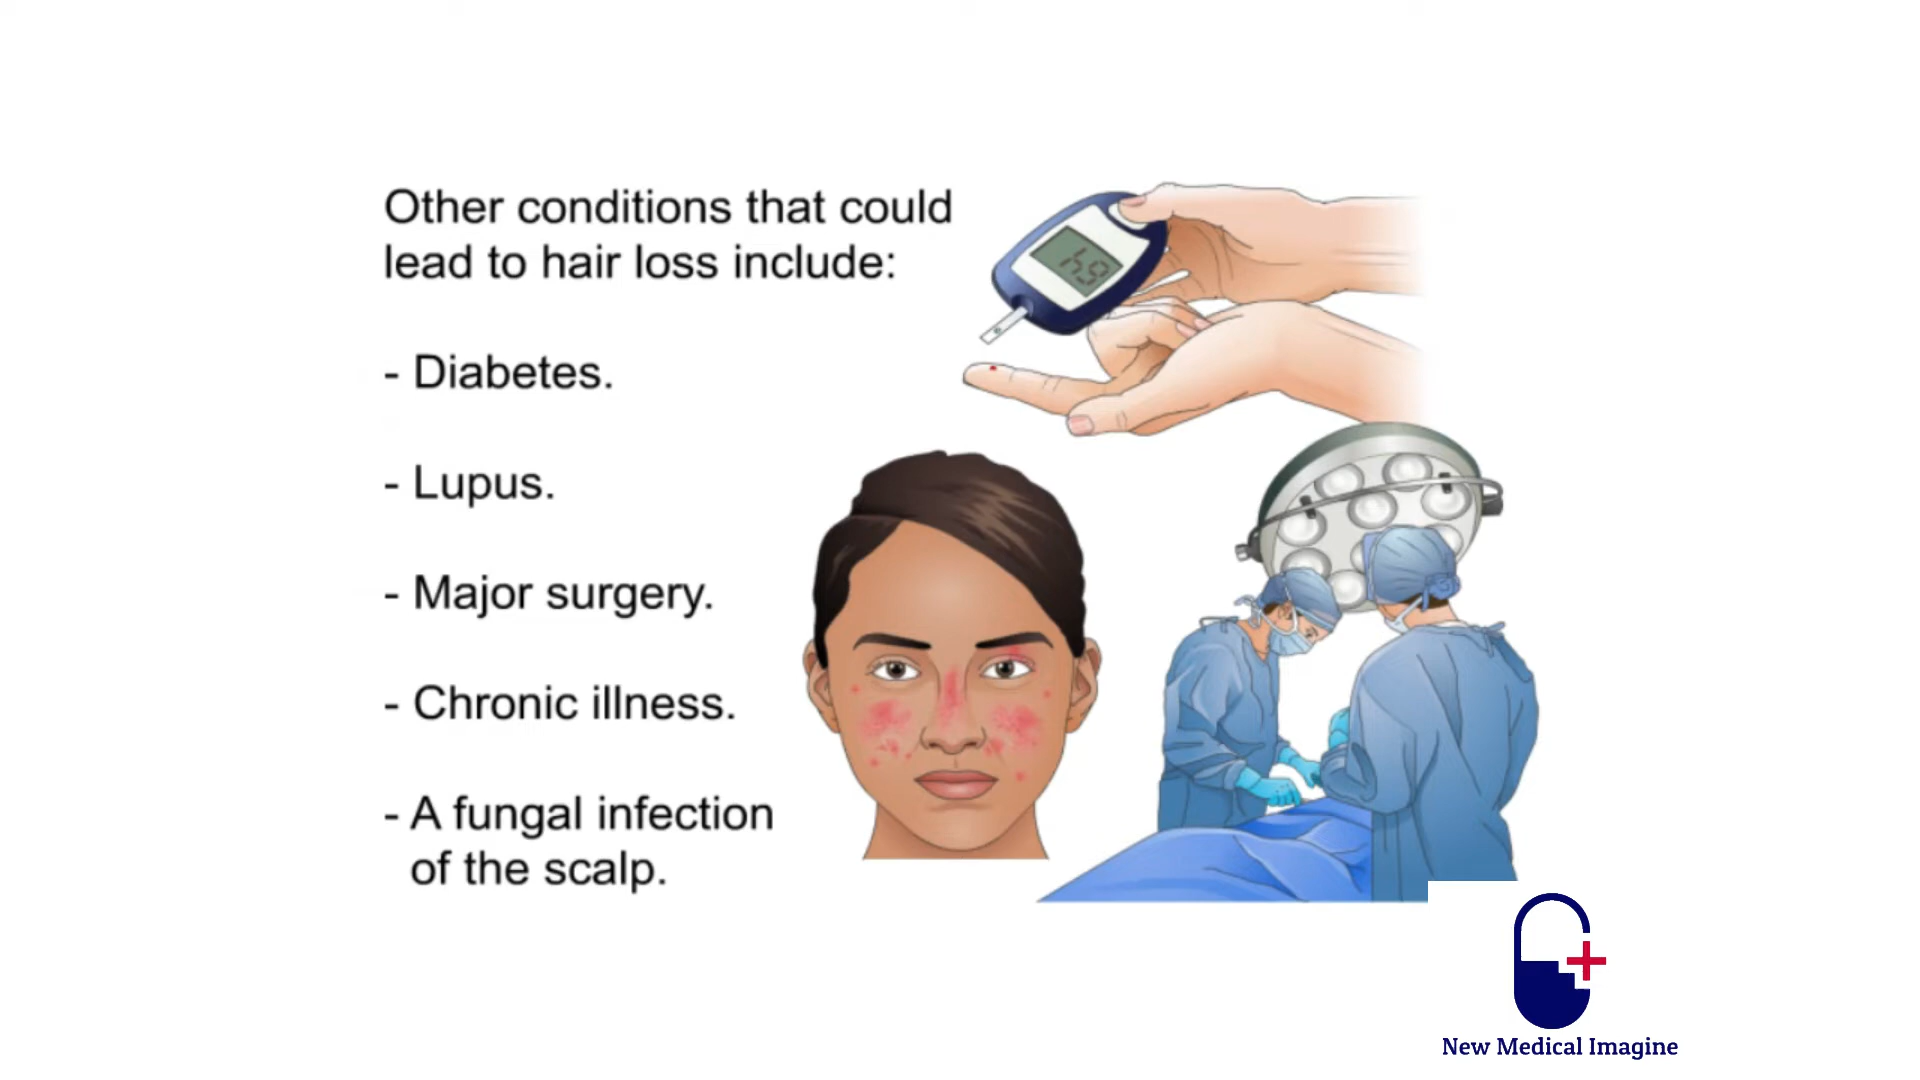 Other conditions that could
lead to hair loss include:
- Diabetes.
- Lupus.
- Major surgery.
- Chronic illness.
- A fungal infection
of the scalp.
New Medical Imagine